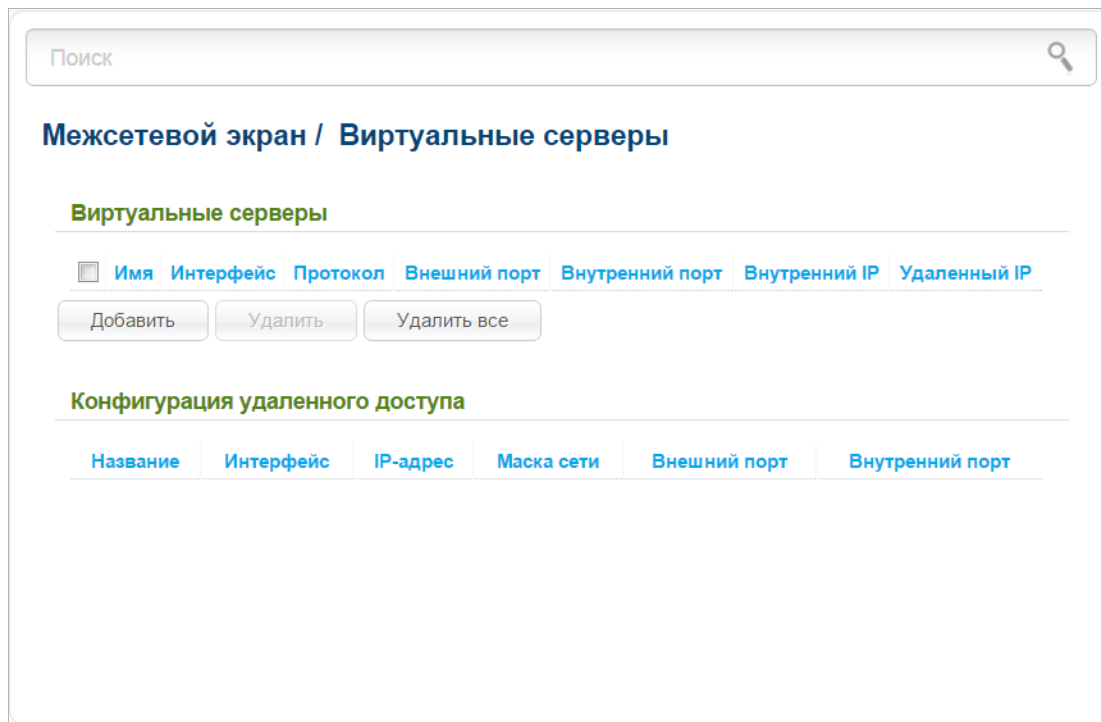 Поиск
Межсетевой экран / Виртуальные серверы
Виртуальные серверы
Имя Интерфейс Протокол Внешний порт Внутренний порт Внутренний IP Удаленный IP
Добавить Удалить Удалить все
Конфигурация удаленного доступа
Название Интерфейс IP-адрес Маска сети Внешний порт Внутренний порт